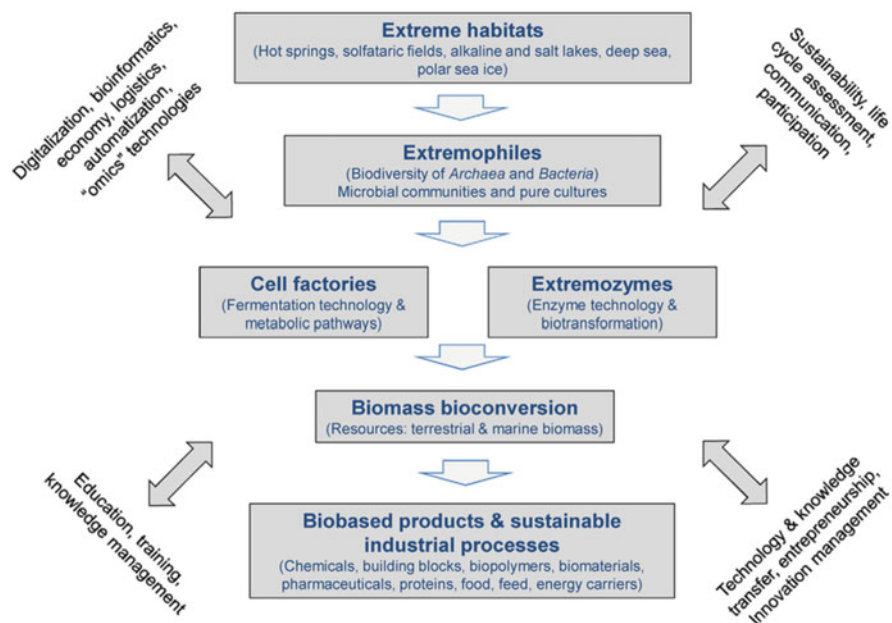 Extreme habitats
(Hot springs, solfataric fields, alkaline and salt lakes, deep sea,
polar sea ice)
Digitalization, bioinformatics,
economy, logistics,
automatization,
“omics” technologies
Sustainability, life
cycle assessment,
communication,
participation
Extremophiles
(Biodiversity of Archaea and Bacteria)
Microbial communities and pure cultures
Cell factories
(Fermentation technology &
metabolic pathways)
Extremozymes
(Enzyme technology &
biotransformation)
Biomass bioconversion
(Resources: terrestrial & marine biomass)
Education, training,
knowledge management
Technology & knowledge
transfer, entrepreneurship,
Innovation management
Biobased products & sustainable
industrial processes
(Chemicals, building blocks, biopolymers, biomaterials,
pharmaceuticals, proteins, food, feed, energy carriers)